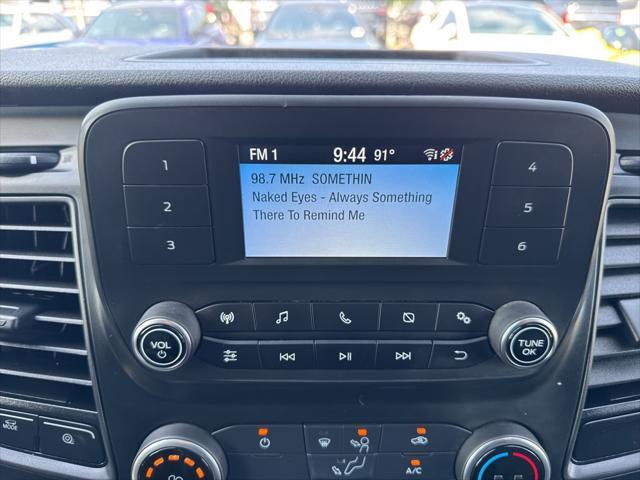 FM 1 9:44 91°
98.7 MHz SOMETHIN
Naked Eyes - Always Something
There To Remind Me
1
2
3
4
5
6
VOL
TUNE
OK
MODE
A/C